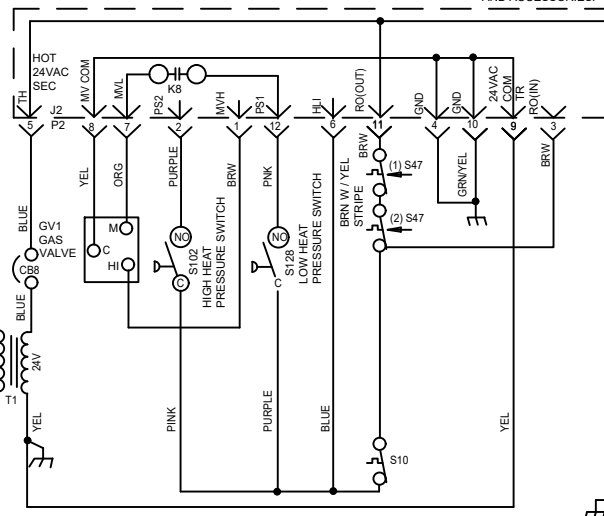 HOT
24VAC
SEC
K8
TH
MV COM
MVL
PS2
MVH
PS1
HLI
RO(OUT)
GND
GND
24VAC
COM
TR
RO(IN)
J2
P2
5
8
7
2
1
12
6
11
4
10
9
3
BLUE
YEL
ORG
PURPLE
BRW
PNK
BRW
BRN W / YEL
STRIPE
GRN/YEL
BRW
(1) S47
(2) S47
GV1
GAS
VALVE
CB8
M
C
HI
NO
C
S102
HIGH HEAT
PRESSURE SWITCH
NO
C
S128
LOW HEAT
PRESSURE SWITCH
BLUE
24V
T1
YEL
PINK
PURPLE
BLUE
S10
YEL